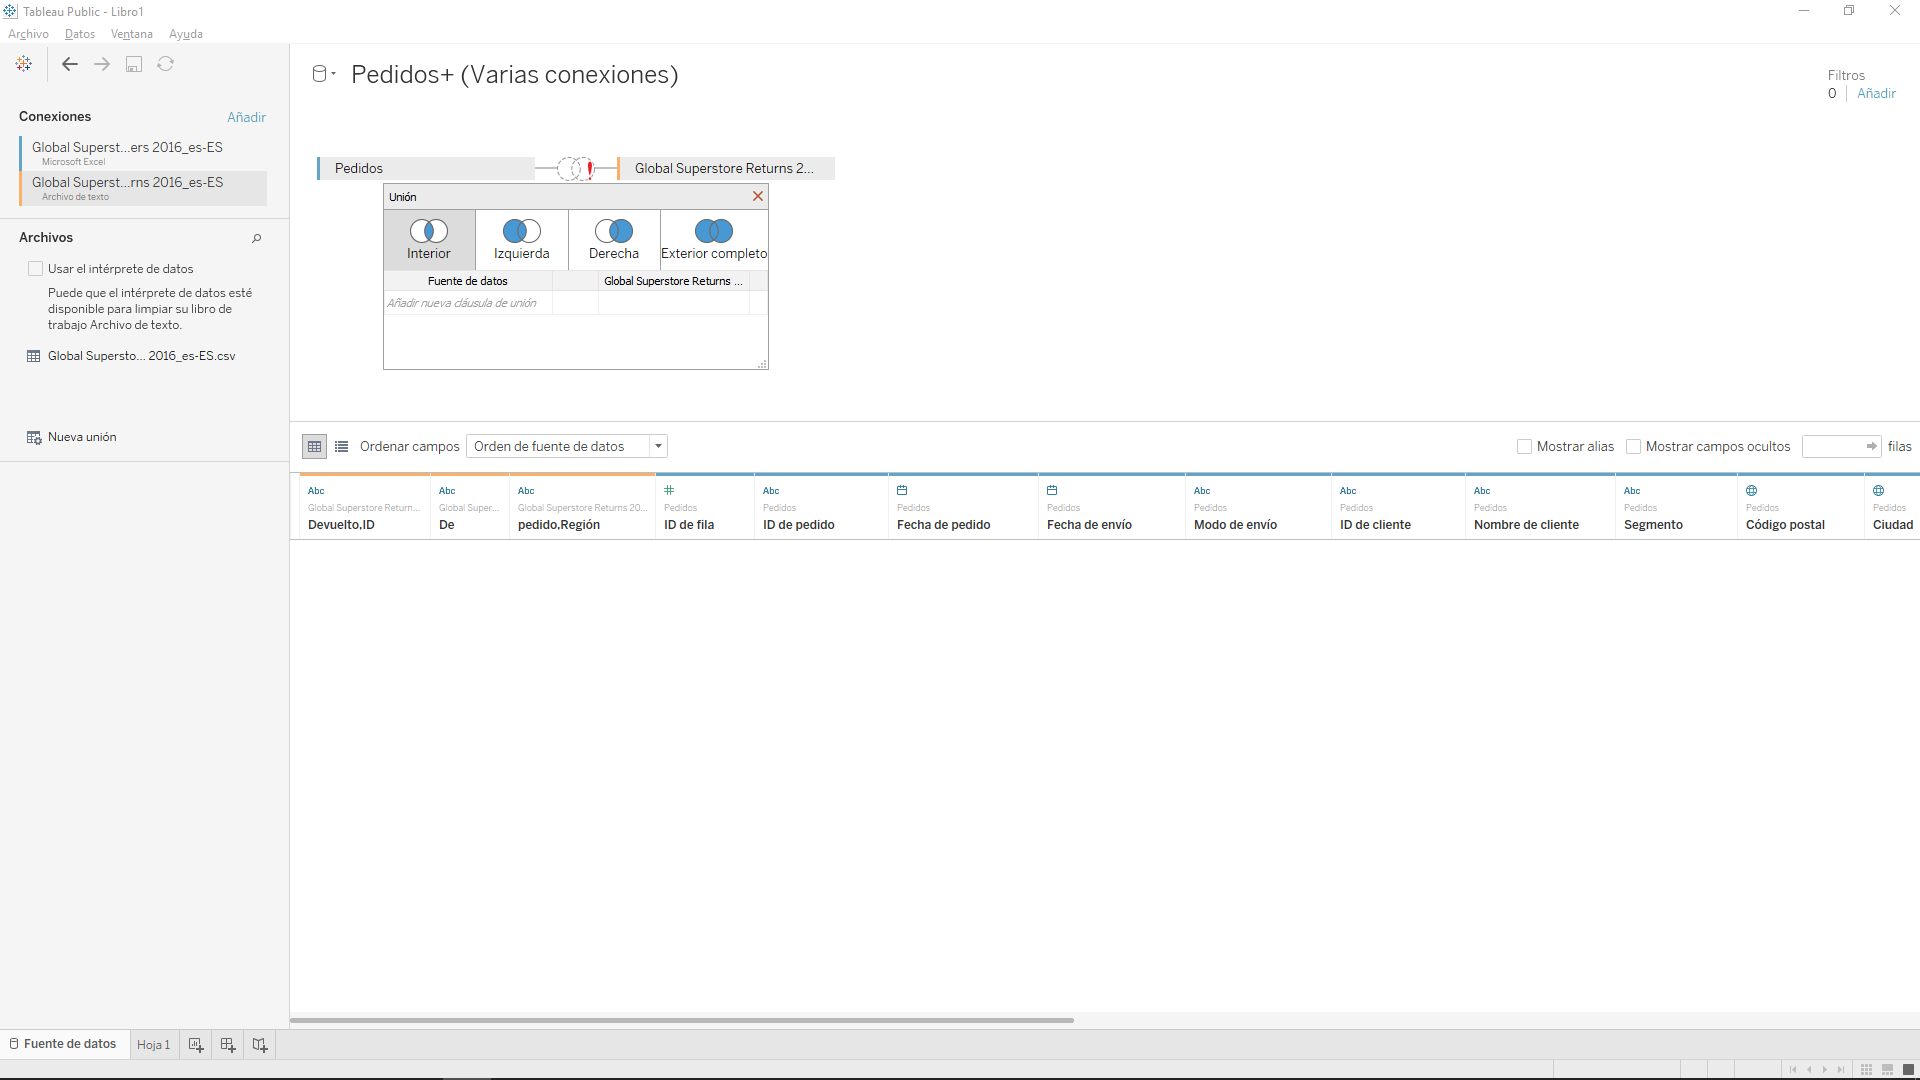 Tableau Public - Libro1
Archivo Datos Ventana Ayuda
Pedidos+ (Varias conexiones)
Filtros
0 Añadir
Conexiones Añadir
Global Superst...ers 2016_es-ES
Microsoft Excel
Global Superst...rns 2016_es-ES
Archivo de texto
Archivos
Usar el intérprete de datos
Puede que el intérprete de datos esté
disponible para limpiar su libro de
trabajo Archivo de texto.
Global Supersto... 2016_es-ES.csv
Nueva unión
Pedidos
Global Superstore Returns 2...
Unión
Interior Izquierda Derecha Exterior completo
Fuente de datos Global Superstore Returns ...
Añadir nueva cláusula de unión
Ordenar campos Orden de fuente de datos Mostrar alias Mostrar campos ocultos filas
Abc Abc Abc # Abc Abc Abc Abc Abc
Global Superstore Return... Global Super... Global Superstore Returns 20... Pedidos Pedidos Pedidos Pedidos Pedidos Pedidos Pedidos Pedidos Pedidos Pedidos
Devuelto,ID De pedido,Región ID de fila ID de pedido Fecha de pedido Fecha de envío Modo de envío ID de cliente Nombre de cliente Segmento Código postal Ciudad
Fuente de datos Hoja 1